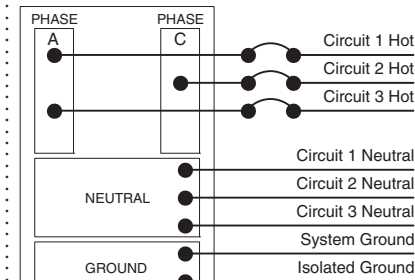 PHASE PHASE
A C
Circuit 1 Hot
Circuit 2 Hot
Circuit 3 Hot
Circuit 1 Neutral
NEUTRAL
Circuit 2 Neutral
Circuit 3 Neutral
System Ground
GROUND
Isolated Ground